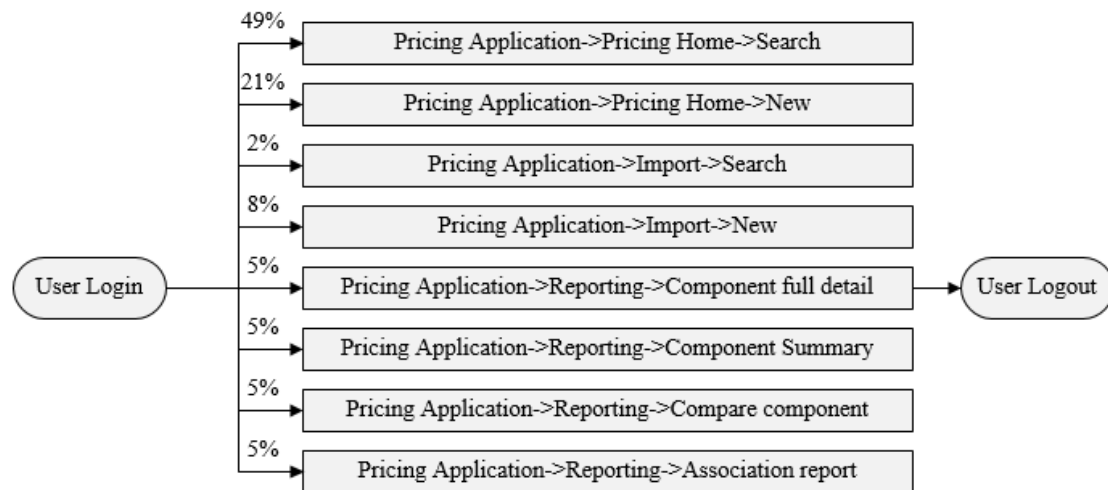 49%
Pricing Application->Pricing Home->Search
21%
Pricing Application->Pricing Home->New
2%
Pricing Application->Import->Search
8%
Pricing Application->Import->New
User Login
5%
Pricing Application->Reporting->Component full detail
User Logout
5%
Pricing Application->Reporting->Component Summary
5%
Pricing Application->Reporting->Compare component
5%
Pricing Application->Reporting->Association report